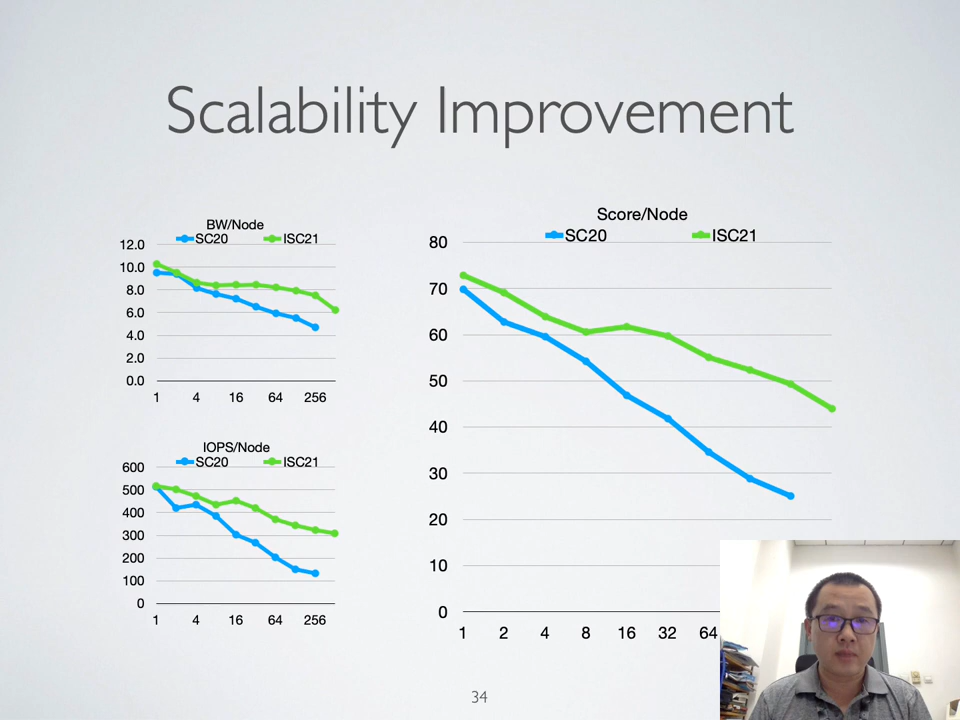 Scalability Improvement
BW/Node
SC20 ISC21
12.0
10.0
8.0
6.0
4.0
2.0
0.0
1 4 16 64 256
IOPS/Node
SC20 ISC21
600
500
400
300
200
100
0
1 4 16 64 256
Score/Node
SC20 ISC21
80
70
60
50
40
30
20
10
0
1 2 4 8 16 32 64
34